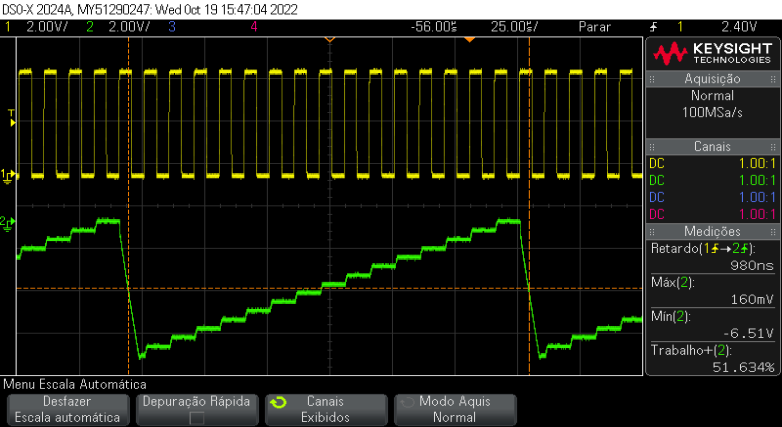 DSO-X 2024A, MY51290247: Wed Oct 19 15:47:04 2022
1 2.00V/ 2 2.00V/ 3 4 -56.00s 25.00s/ Parar 1 2.40V
KEYSIGHT
TECHNOLOGIES
Aquisição
Normal
100MSa/s
Canais
DC 1.00:1
DC 1.00:1
DC 1.00:1
DC 1.00:1
Medições
Retardo(1→2):
980ns
Máx(2):
160mV
Mín(2):
-6.51V
Trabalho+(2):
51.634%
T
1
2
Menu Escala Automática
Desfazer
Escala automática
Depuração Rápida
Canais
Exibidos
Modo Aquis
Normal